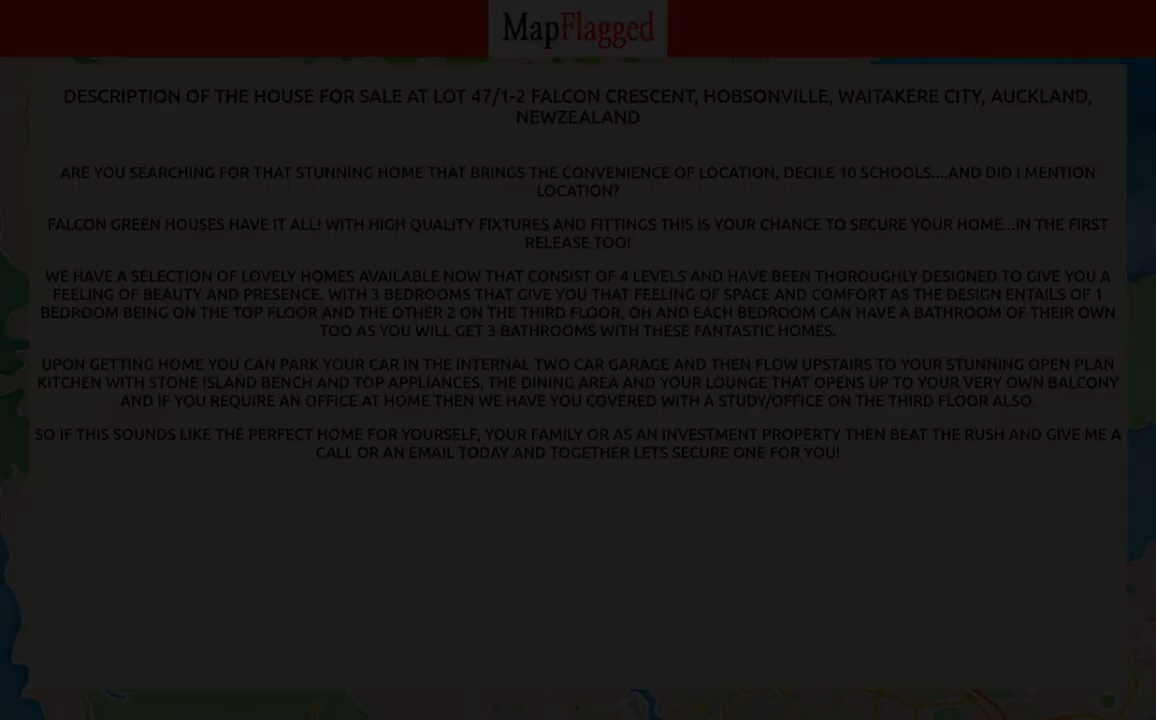 MapFlagged
DESCRIPTION OF THE HOUSE FOR SALE AT LOT 47/1-2 FALCON CRESCENT, HOBSONVILLE, WAITAKERE CITY, AUCKLAND,
NEWZEALAND
ARE YOU SEARCHING FOR THAT STUNNING HOME THAT BRINGS THE CONVENIENCE OF LOCATION, DECILE 10 SCHOOLS....AND DID I MENTION
LOCATION?
FALCON GREEN HOUSES HAVE IT ALL! WITH HIGH QUALITY FIXTURES AND FITTINGS THIS IS YOUR CHANCE TO SECURE YOUR HOME...IN THE FIRST
RELEASE TOO!
WE HAVE A SELECTION OF LOVELY HOMES AVAILABLE NOW THAT CONSIST OF 4 LEVELS AND HAVE BEEN THOROUGHLY DESIGNED TO GIVE YOU A
FEELING OF BEAUTY AND PRESENCE. WITH 3 BEDROOMS THAT GIVE YOU THAT FEELING OF SPACE AND COMFORT AS THE DESIGN ENTAILS OF 1
BEDROOM BEING ON THE TOP FLOOR AND THE OTHER 2 ON THE THIRD FLOOR, OH AND EACH BEDROOM CAN HAVE A BATHROOM OF THEIR OWN
TOO AS YOU WILL GET 3 BATHROOMS WITH THESE FANTASTIC HOMES.
UPON GETTING HOME YOU CAN PARK YOUR CAR IN THE INTERNAL TWO CAR GARAGE AND THEN FLOW UPSTAIRS TO YOUR STUNNING OPEN PLAN
KITCHEN WITH STONE ISLAND BENCH AND TOP APPLIANCES, THE DINING AREA AND YOUR LOUNGE THAT OPENS UP TO YOUR VERY OWN BALCONY
AND IF YOU REQUIRE AN OFFICE AT HOME THEN WE HAVE YOU COVERED WITH A STUDY/OFFICE ON THE THIRD FLOOR ALSO.
SO IF THIS SOUNDS LIKE THE PERFECT HOME FOR YOURSELF, YOUR FAMILY OR AS AN INVESTMENT PROPERTY THEN BEAT THE RUSH AND GIVE ME A
CALL OR AN EMAIL TODAY AND TOGETHER LETS SECURE ONE FOR YOU!